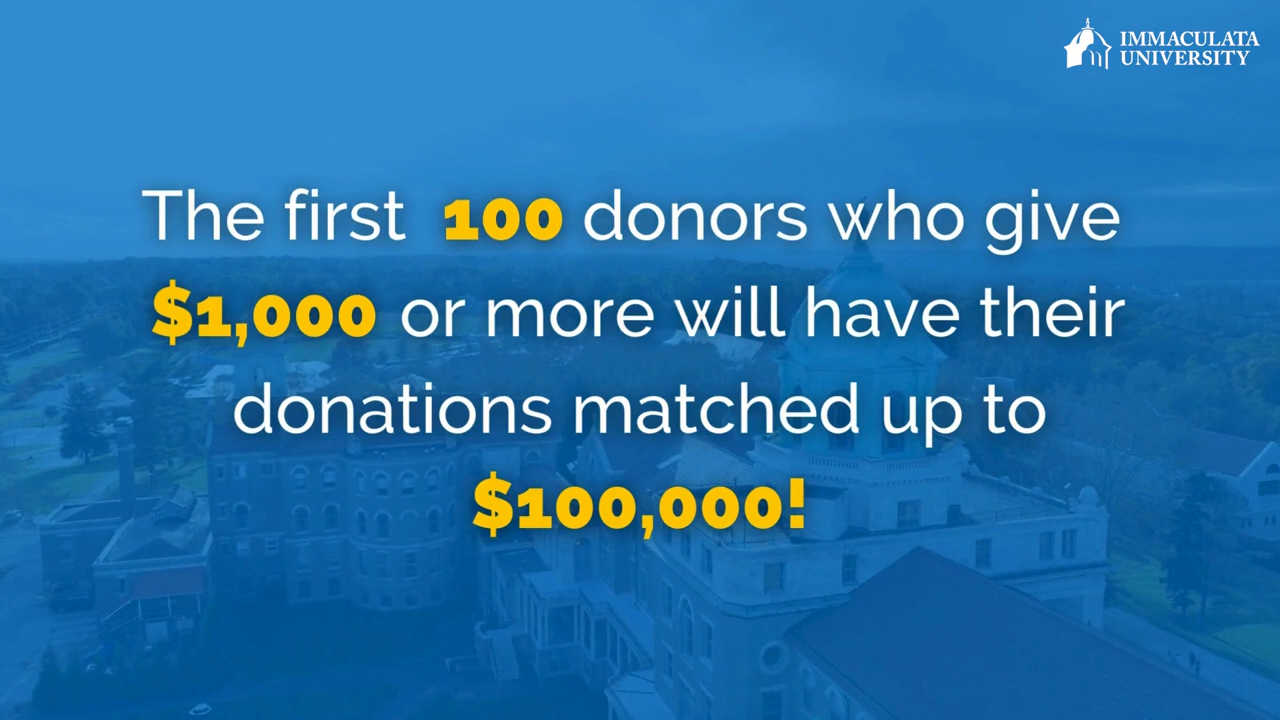 IMMACULATA
UNIVERSITY
The first 100 donors who give
$1,000 or more will have their
donations matched up to
$100,000!